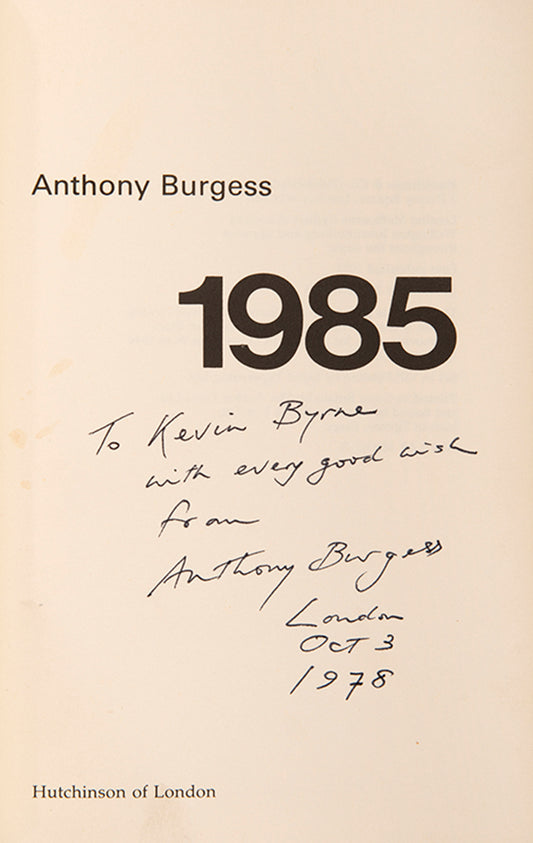 Anthony Burgess
1985
To Kevin Byrne
with every good wish
from
Anthony Burgess
London
Oct 3
1978
Hutchinson of London